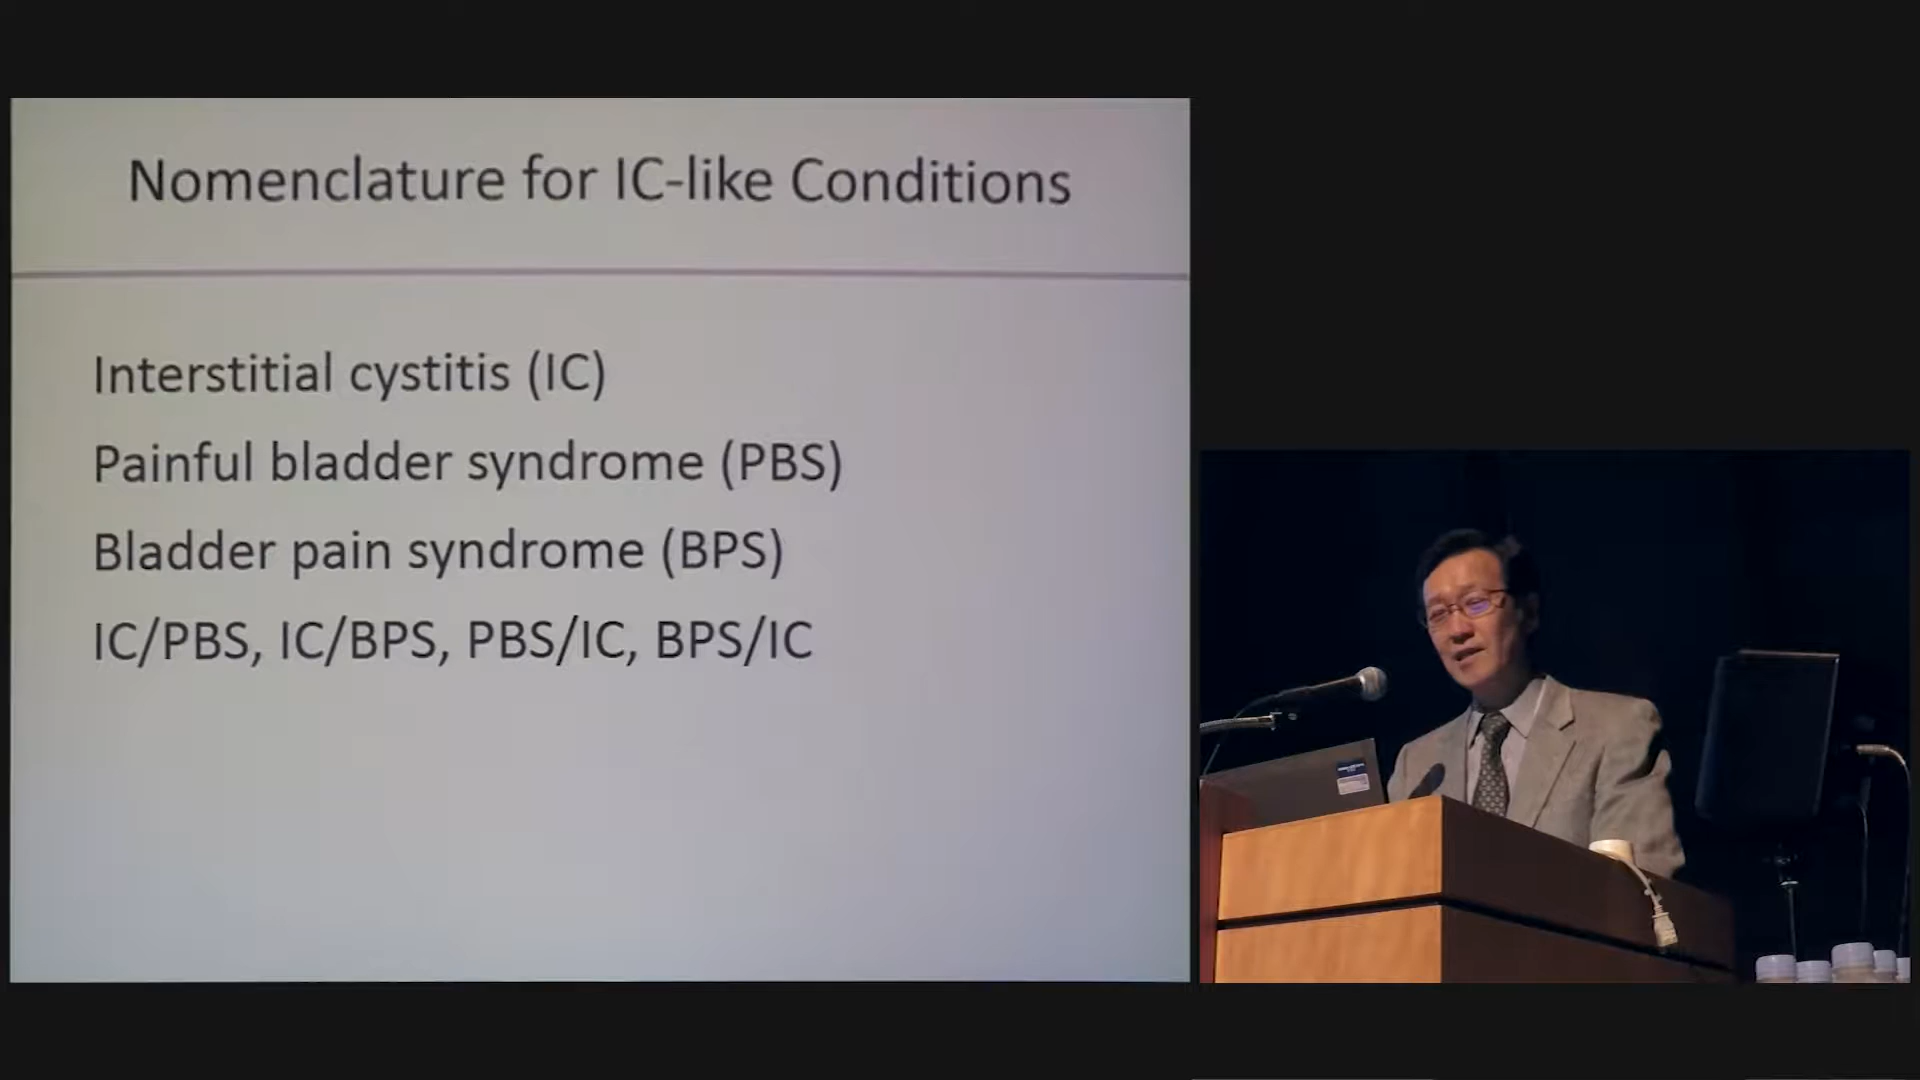 Nomenclature for IC-like Conditions
Interstitial cystitis (IC)
Painful bladder syndrome (PBS)
Bladder pain syndrome (BPS)
IC/PBS, IC/BPS, PBS/IC, BPS/IC